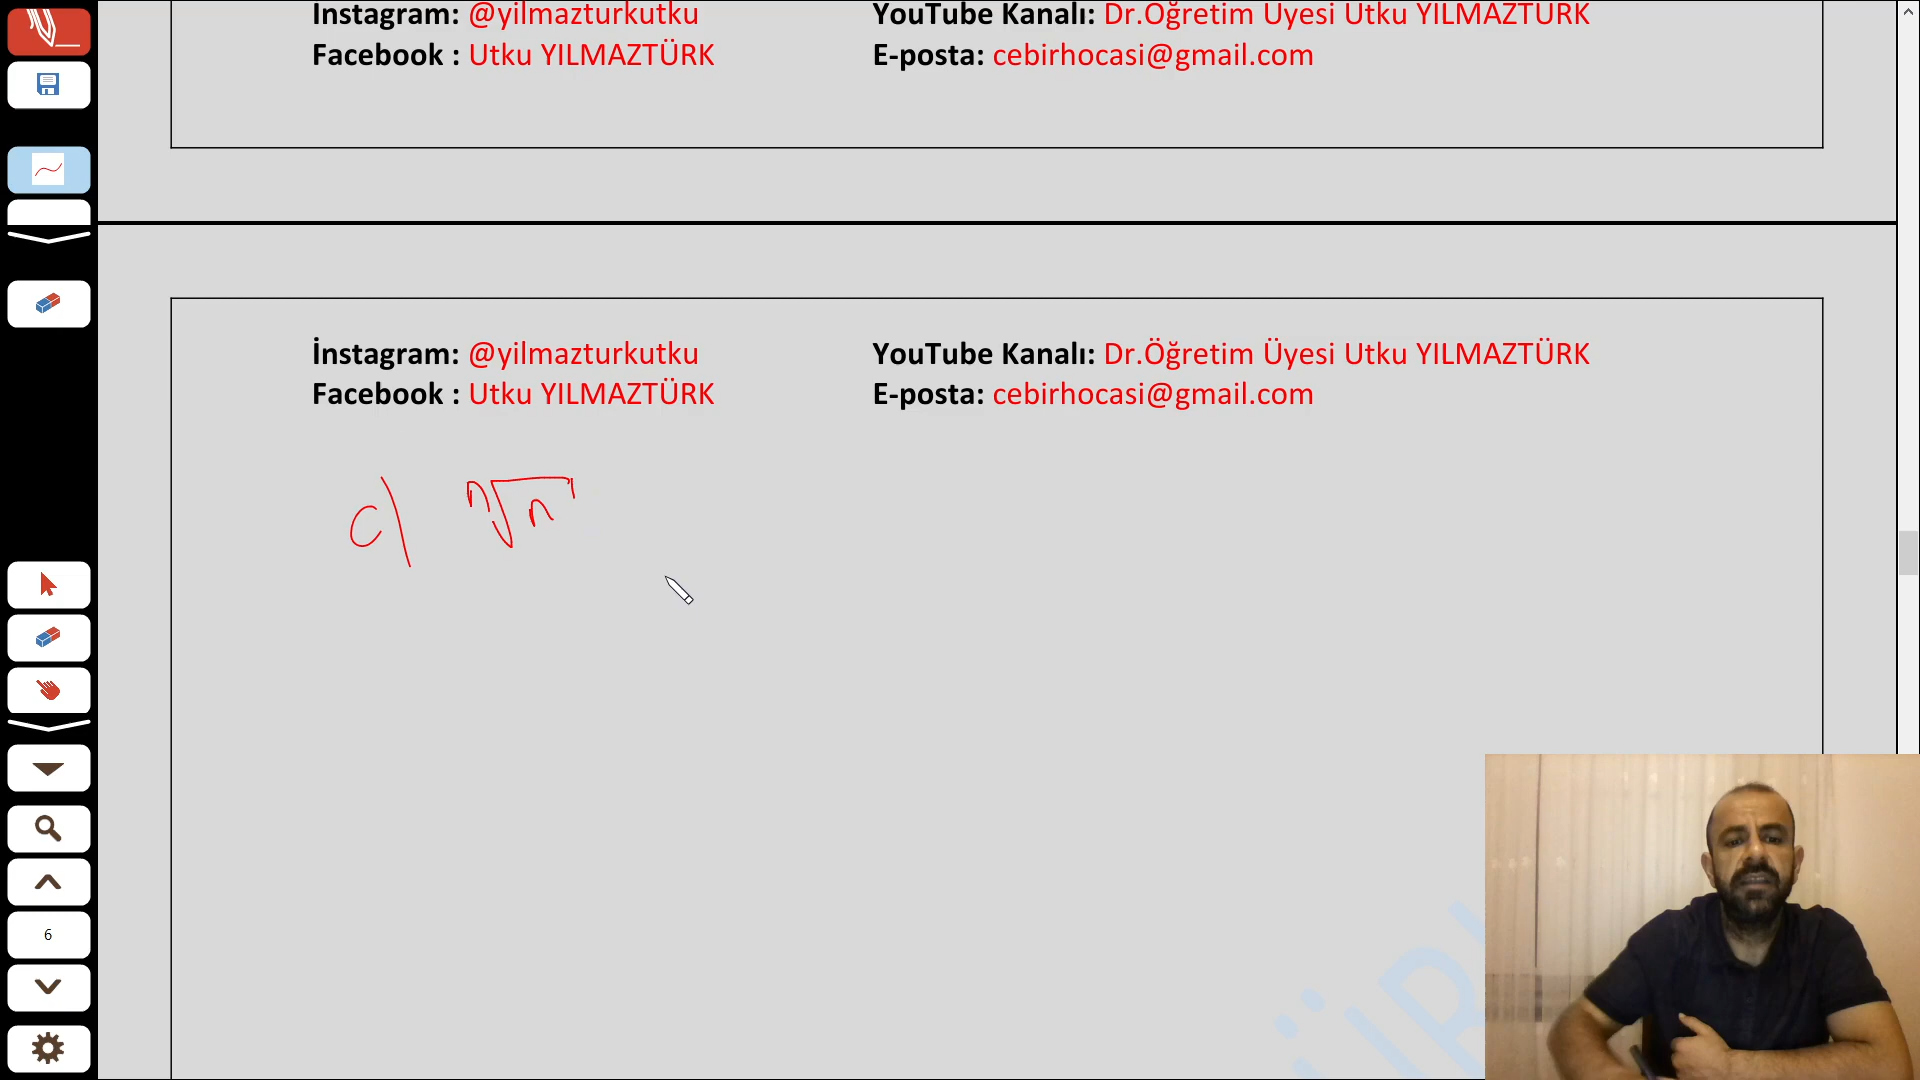 İnstagram: @yilmazturkutku YouTube Kanalı: Dr.Öğretim Üyesi Utku YILMAZTÜRK
Facebook : Utku YILMAZTÜRK E-posta: cebirhocasi@gmail.com
İnstagram: @yilmazturkutku YouTube Kanalı: Dr.Öğretim Üyesi Utku YILMAZTÜRK
Facebook : Utku YILMAZTÜRK E-posta: cebirhocasi@gmail.com
c) ⁿ√n
6